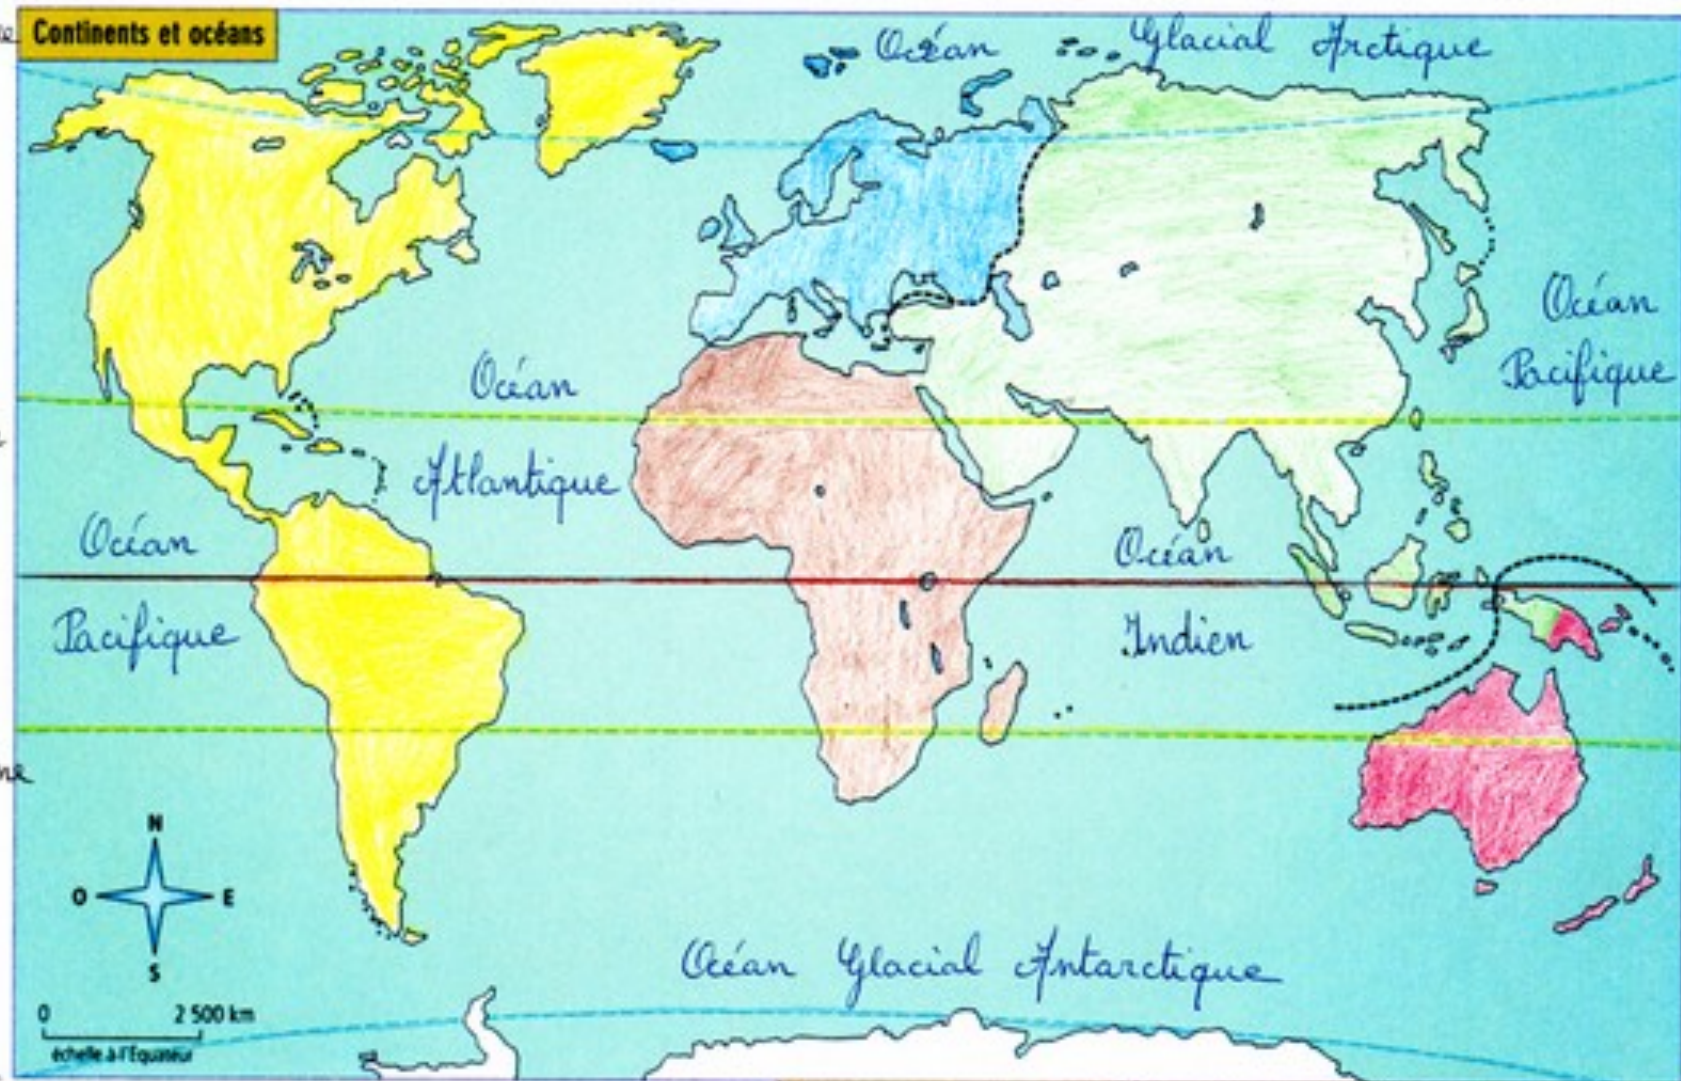 Continents et océans
Océan Glacial Arctique
Océan
Pacifique
Océan
Atlantique
Océan
Pacifique
Océan
Indien
N
O E
S
Océan Glacial Antarctique
0 2 500 km
échelle à l'Equateur